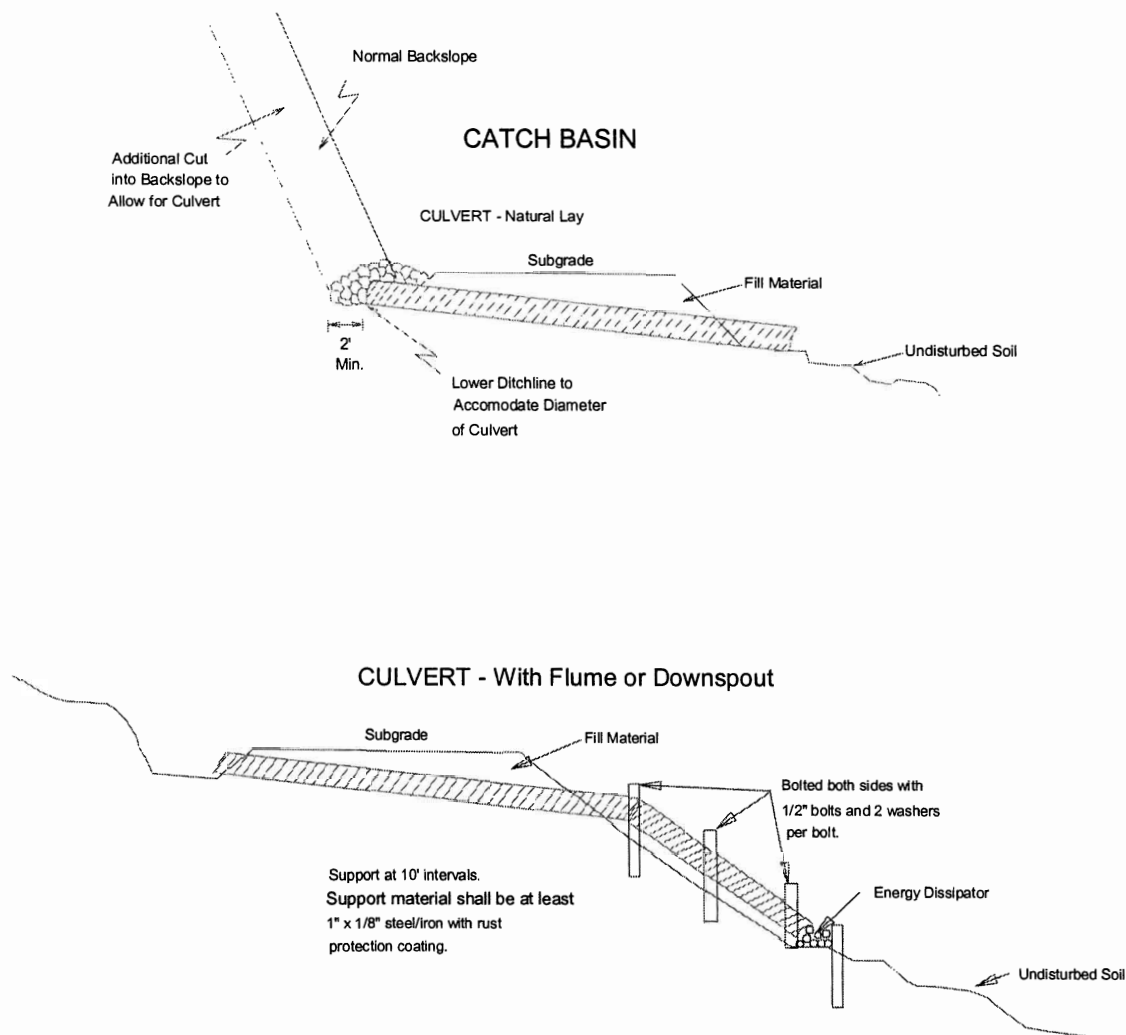 Normal Backslope
CATCH BASIN
Additional Cut
into Backslope to
Allow for Culvert
CULVERT - Natural Lay
Subgrade
Fill Material
2'
Min.
Undisturbed Soil
Lower Ditchline to
Accomodate Diameter
of Culvert
CULVERT - With Flume or Downspout
Subgrade
Fill Material
Bolted both sides with
1/2" bolts and 2 washers
per bolt.
Support at 10' intervals.
Support material shall be at least
1" x 1/8" steel/iron with rust
protection coating.
Energy Dissipator
Undisturbed Soil